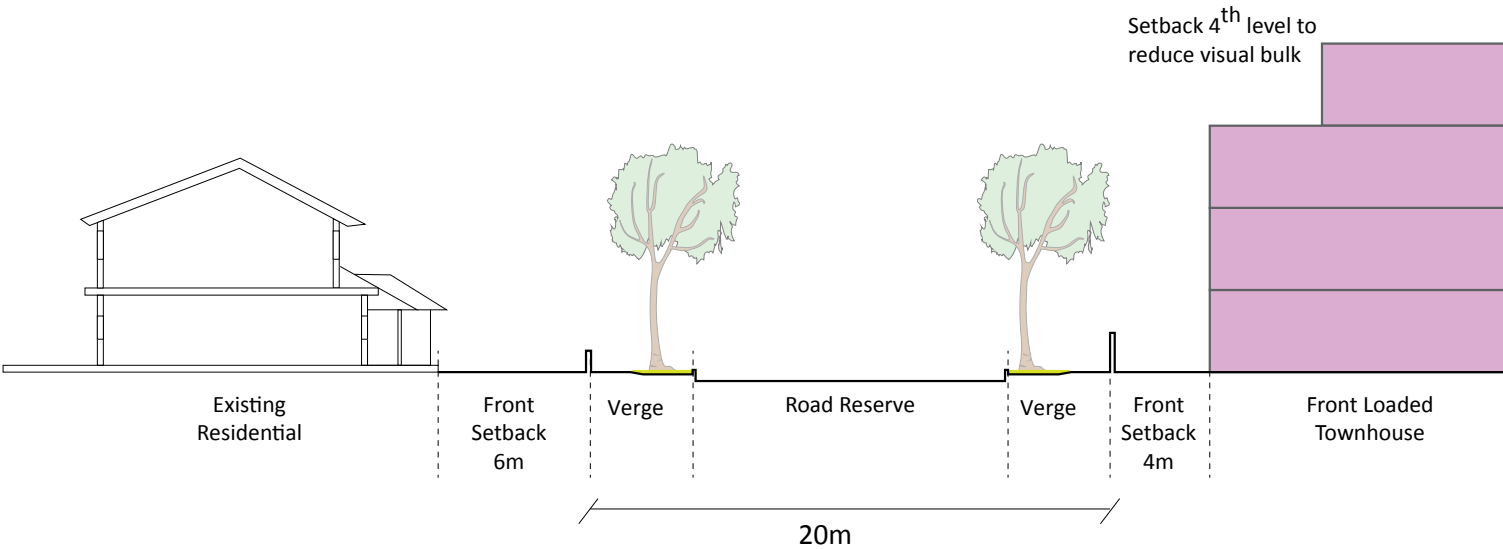 Setback 4th level to
reduce visual bulk
Existing
Residential
Front
Setback
6m
Verge
Road Reserve
Verge
Front
Setback
4m
Front Loaded
Townhouse
20m